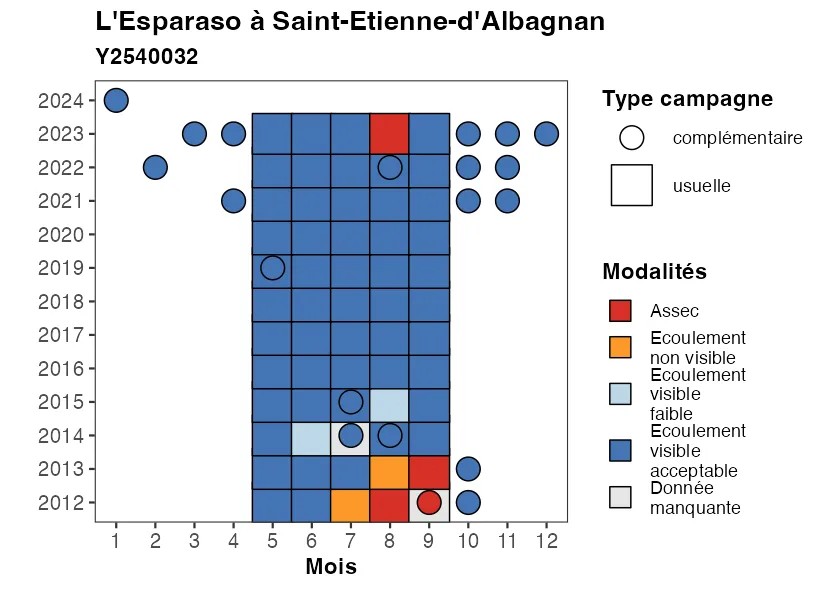 L'Esparaso à Saint-Etienne-d'Albagnan
Y2540032
2024
2023
2022
2021
2020
2019
2018
2017
2016
2015
2014
2013
2012
1 2 3 4 5 6 7 8 9 10 11 12
Mois
Type campagne
complémentaire
usuelle
Modalités
Assec
Ecoulement
non visible
Ecoulement
visible
faible
Ecoulement
visible
acceptable
Donnée
manquante